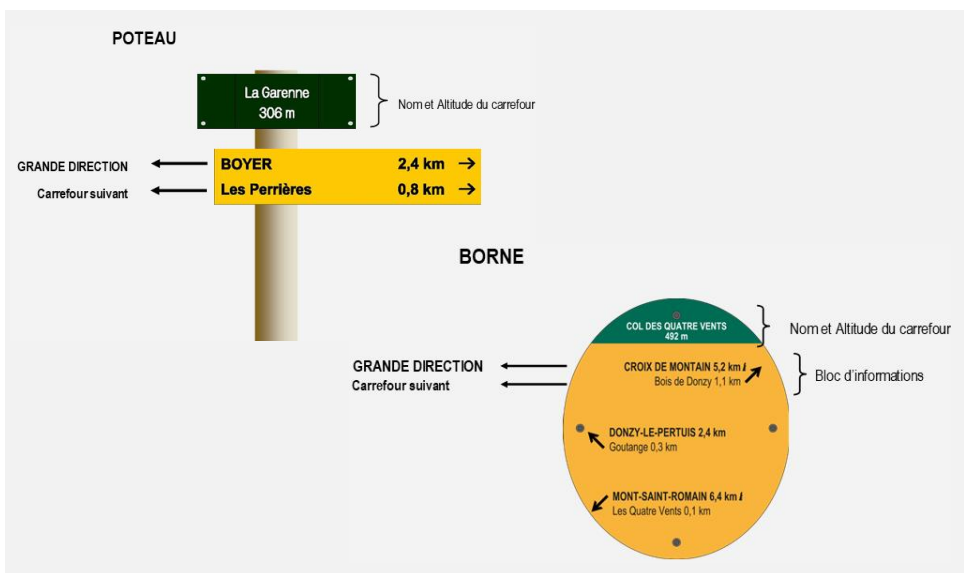 POTEAU
La Garenne
306 m
Nom et Altitude du carrefour
GRANDE DIRECTION
BOYER 2,4 km →
Carrefour suivant
Les Perrières 0,8 km →
BORNE
COL DES QUATRE VENTS
492 m
Nom et Altitude du carrefour
GRANDE DIRECTION
Carrefour suivant
CROIX DE MONTAIN 5,2 km
Bois de Donzy 1,1 km
Bloc d'informations
DONZY-LE-PERTUIS 2,4 km
Goutange 0,3 km
MONT-SAINT-ROMAIN 6,4 km
Les Quatre Vents 0,1 km